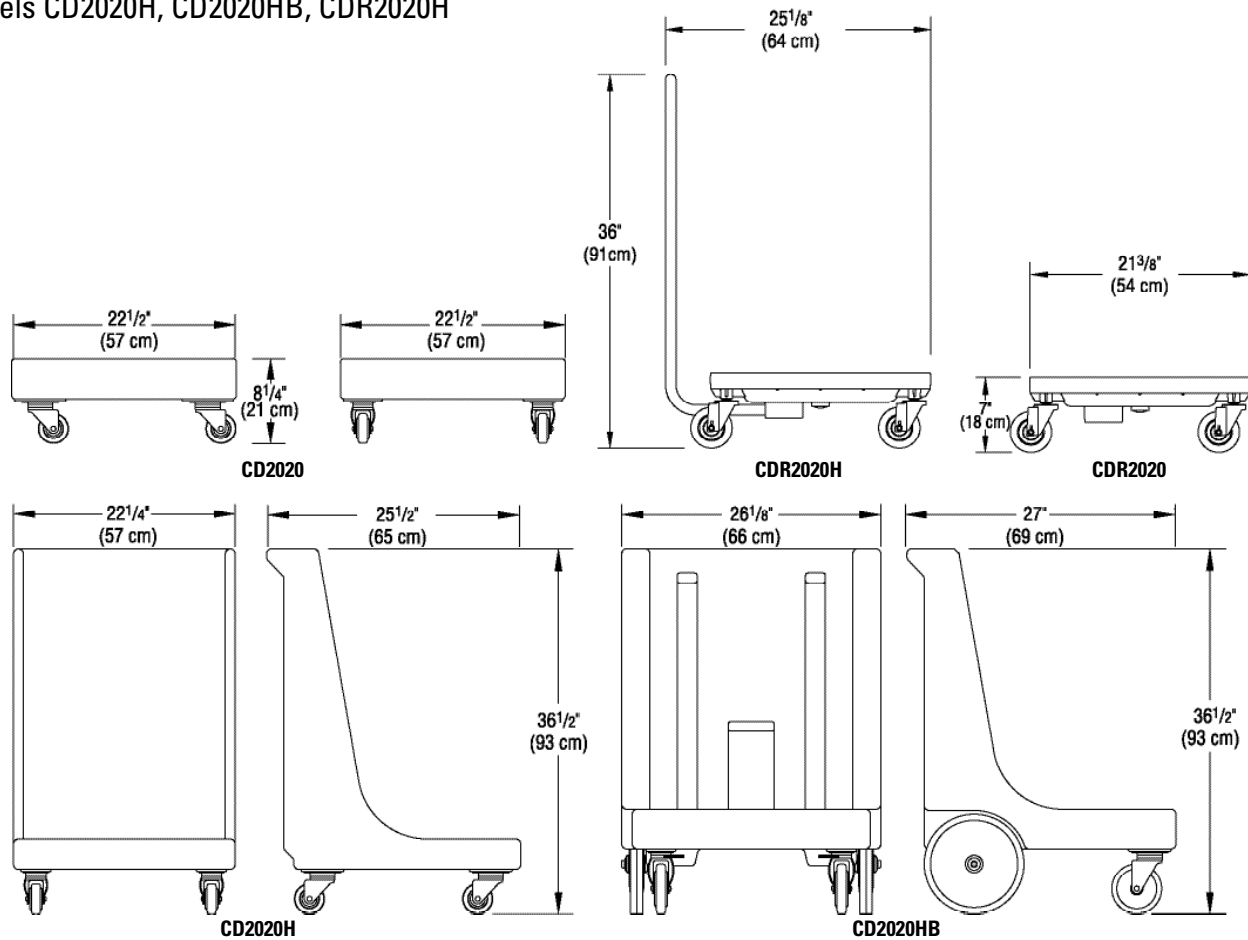 els CD2020H, CD2020HB, CDR2020H
25 1/8"
(64 cm)
36"
(91cm)
21 3/8"
(54 cm)
22 1/2"
(57 cm)
22 1/2"
(57 cm)
8 1/4"
(21 cm)
7"
(18 cm)
CD2020
CDR2020H
CDR2020
22 1/4"
(57 cm)
25 1/2"
(65 cm)
26 1/8"
(66 cm)
27"
(69 cm)
36 1/2"
(93 cm)
36 1/2"
(93 cm)
CD2020H
CD2020HB